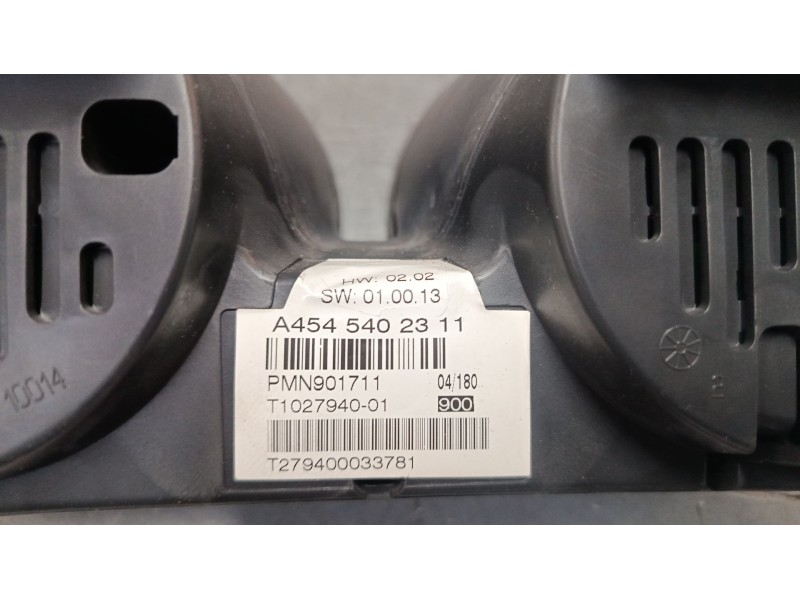 HW: 02.02
SW: 01.00.13
A454 540 23 11
PMN901711 04/180
T1027940-01 900
T279400033781
10014